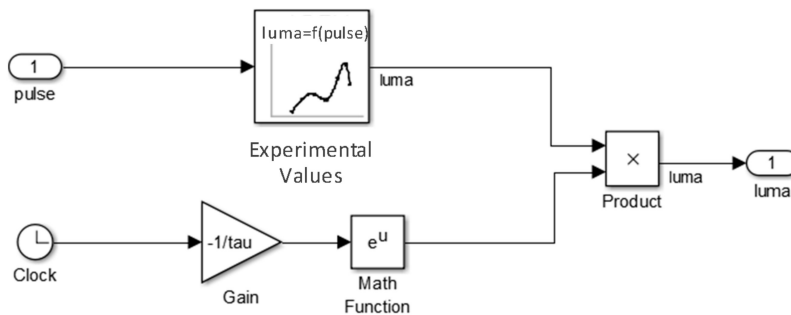 luma=f(pulse)
1
pulse
luma
Experimental
Values
×
luma
1
luma
Product
-1/tau
e^u
Clock
Gain
Math
Function